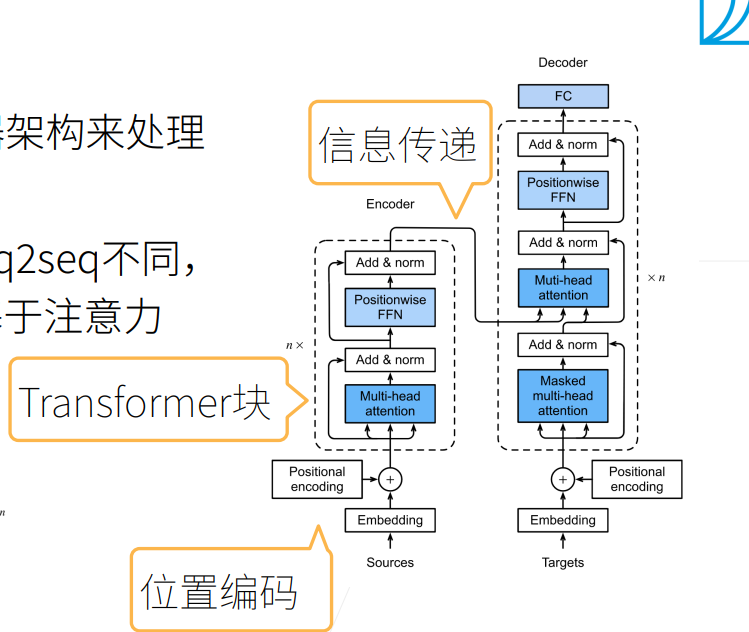 架构来处理
q2seq不同，
于注意力
Transformer块
信息传递
位置编码
n
Encoder
Add & norm
Positionwise
FFN
n×
Add & norm
Multi-head
attention
Positional
encoding
+
Embedding
Sources
Decoder
FC
Add & norm
Positionwise
FFN
Add & norm
Muti-head
attention
× n
Add & norm
Masked
multi-head
attention
+
Positional
encoding
Embedding
Targets